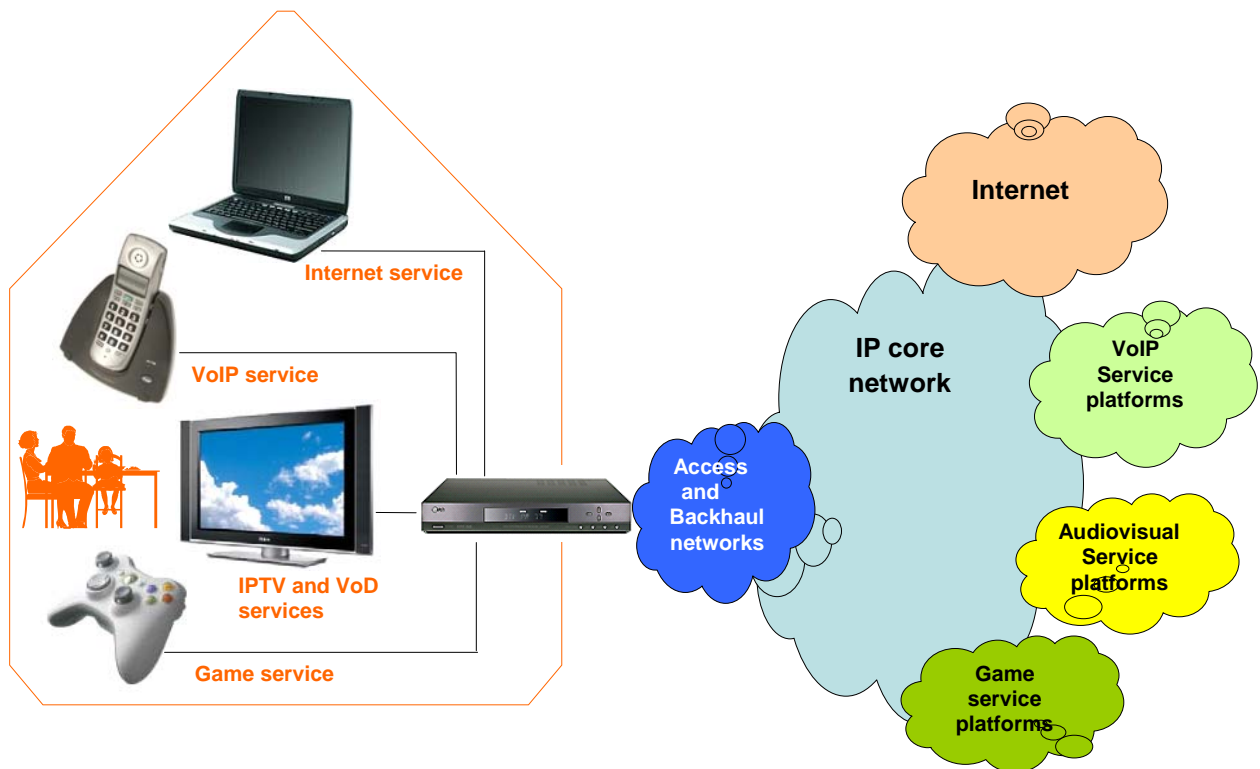 Internet service
VoIP service
IPTV and VoD
services
Game service
Access
and
Backhaul
networks
IP core
network
Internet
VoIP
Service
platforms
Audiovisual
Service
platforms
Game
service
platforms